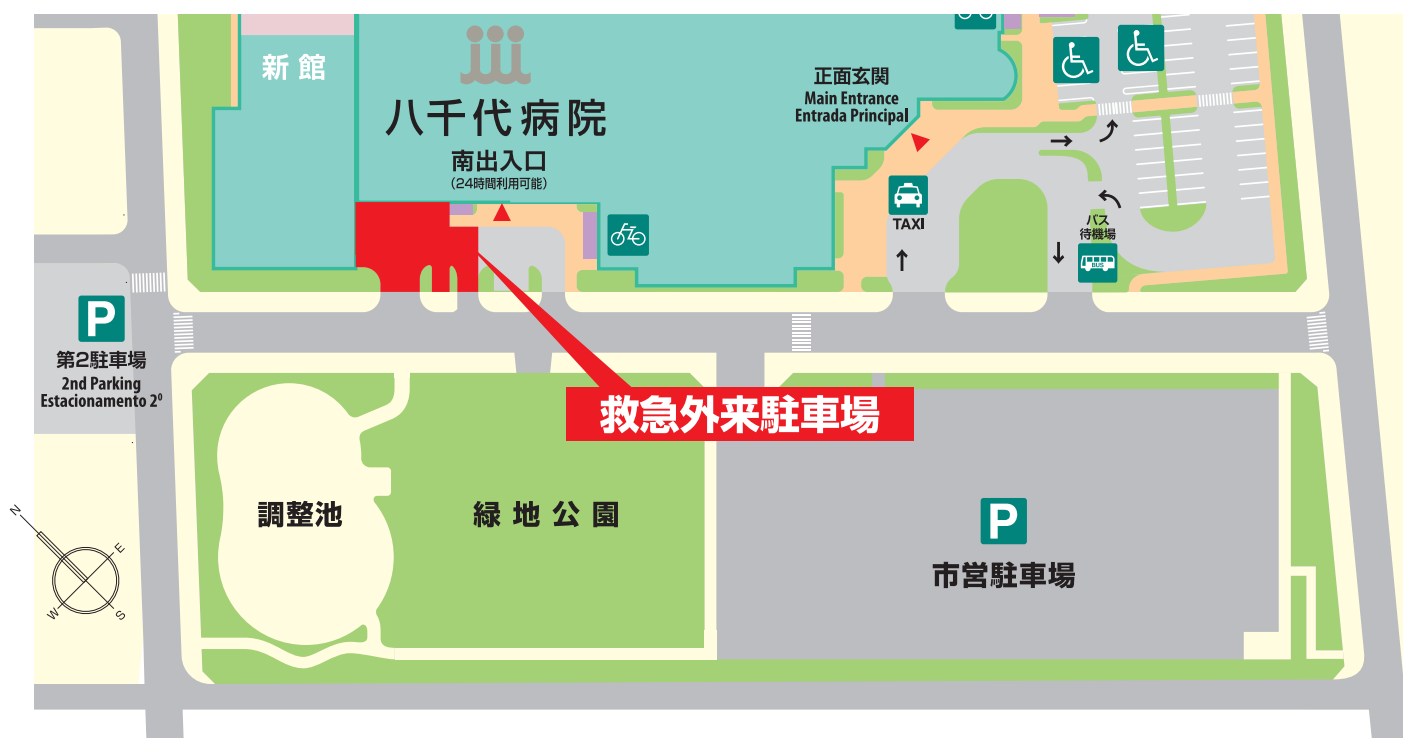 新館
八千代病院
南出入口
(24時間利用可能)
正面玄関
Main Entrance
Entrada Principal
TAXI
バス
待機場
BUS
P
第2駐車場
2nd Parking
Estacionamento 2º
救急外来駐車場
調整池
緑地公園
P
市営駐車場
N
E
W
S